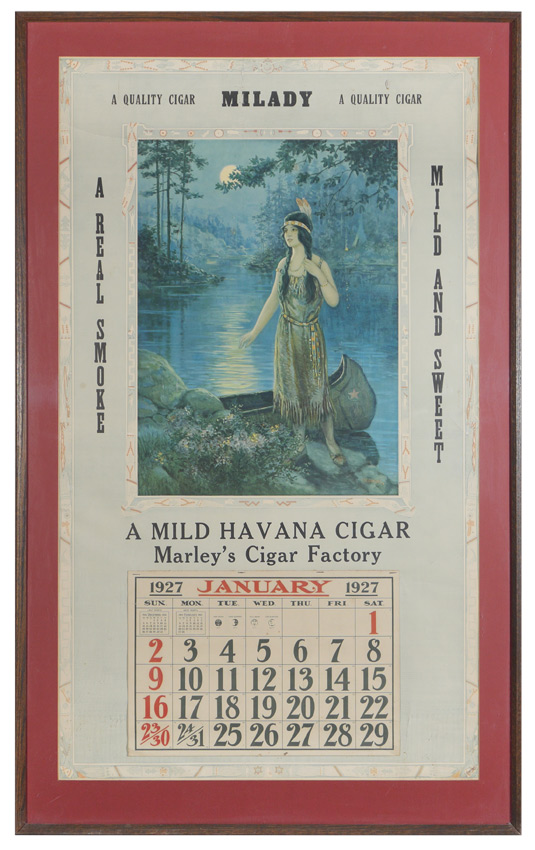 A QUALITY CIGAR MILADY A QUALITY CIGAR
A REAL SMOKE
MILD AND SWEET
A MILD HAVANA CIGAR
Marley's Cigar Factory
1927 JANUARY 1927
SUN MON TUE WED THU FRI SAT
1
2 3 4 5 6 7 8
9 10 11 12 13 14 15
16 17 18 19 20 21 22
23/30 24/31 25 26 27 28 29